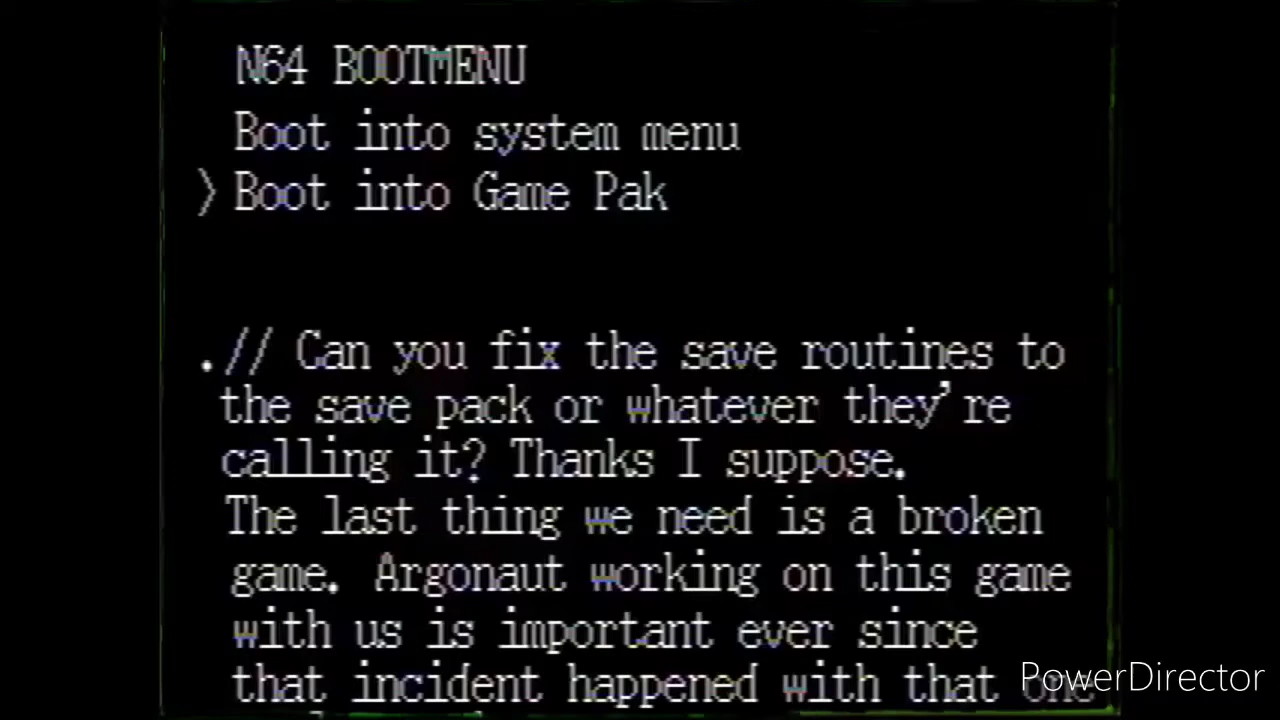 N64 BOOTMENU
Boot into system menu
〉Boot into Game Pak
.// Can you fix the save routines to
the save pack or whatever they're
calling it? Thanks I suppose.
The last thing we need is a broken
game. Argonaut working on this game
with us is important ever since
that incident happened with that one
PowerDirector